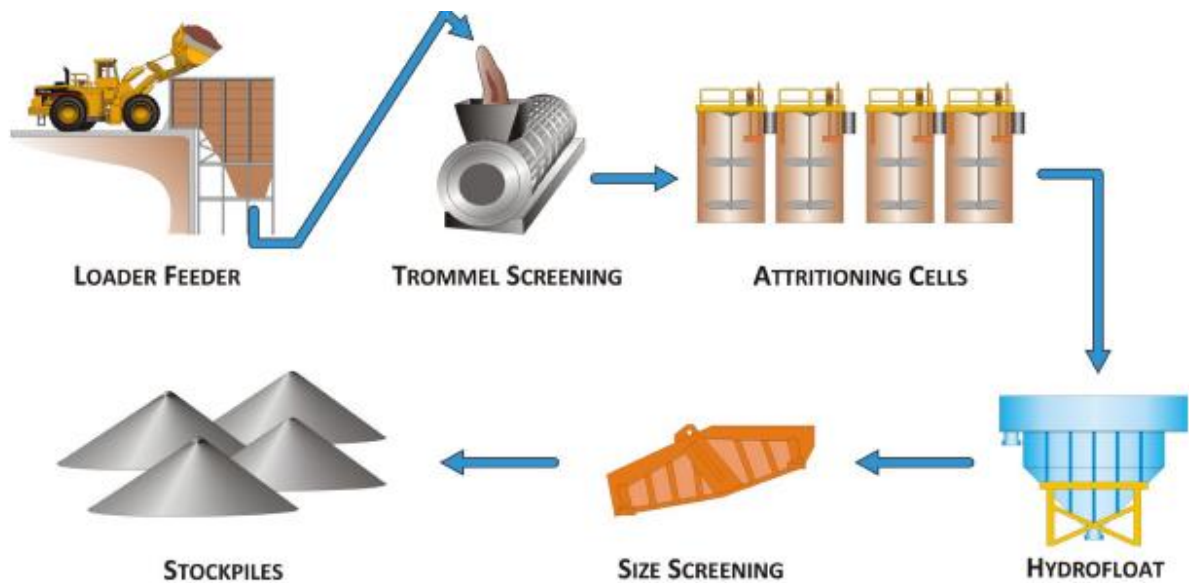 LOADER FEEDER
TROMMEL SCREENING
ATTRITIONING CELLS
STOCKPILES
SIZE SCREENING
HYDROFLOAT